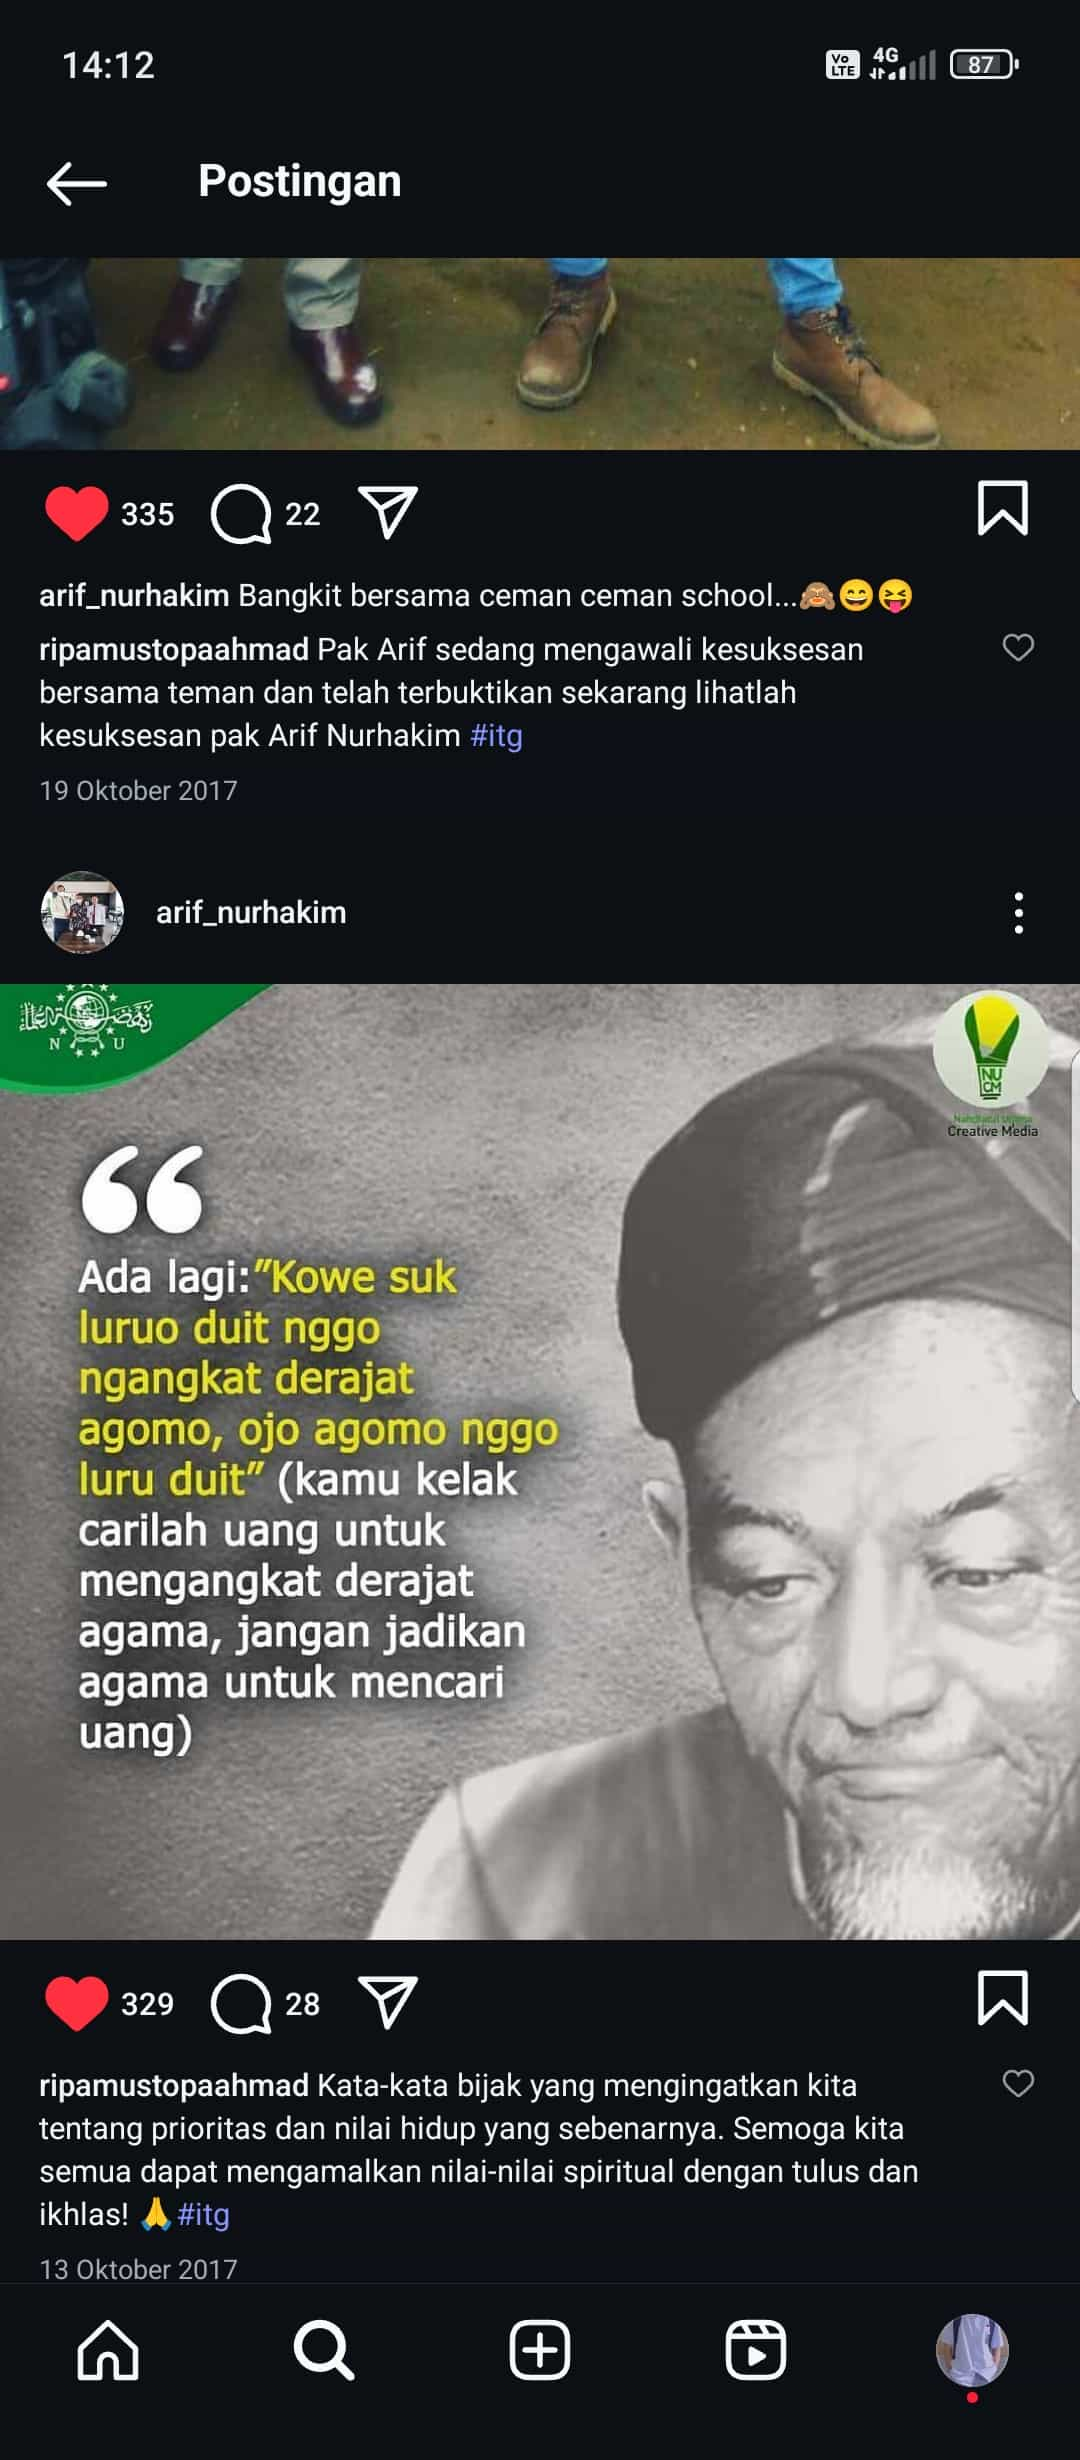 14:12
Vo LTE 4G 87
Postingan
335 22
arif_nurhakim Bangkit bersama ceman ceman school...🙈😄😝
ripamustopaahmad Pak Arif sedang mengawali kesuksesan
bersama teman dan telah terbuktikan sekarang lihatlah
kesuksesan pak Arif Nurhakim #itg
19 Oktober 2017
arif_nurhakim
N U
NU
CM
Nahdlatul Ulama
Creative Media
Ada lagi:"Kowe suk
luruo duit nggo
ngangkat derajat
agomo, ojo agomo nggo
luru duit" (kamu kelak
carilah uang untuk
mengangkat derajat
agama, jangan jadikan
agama untuk mencari
uang)
329 28
ripamustopaahmad Kata-kata bijak yang mengingatkan kita
tentang prioritas dan nilai hidup yang sebenarnya. Semoga kita
semua dapat mengamalkan nilai-nilai spiritual dengan tulus dan
ikhlas! 🙏 #itg
13 Oktober 2017